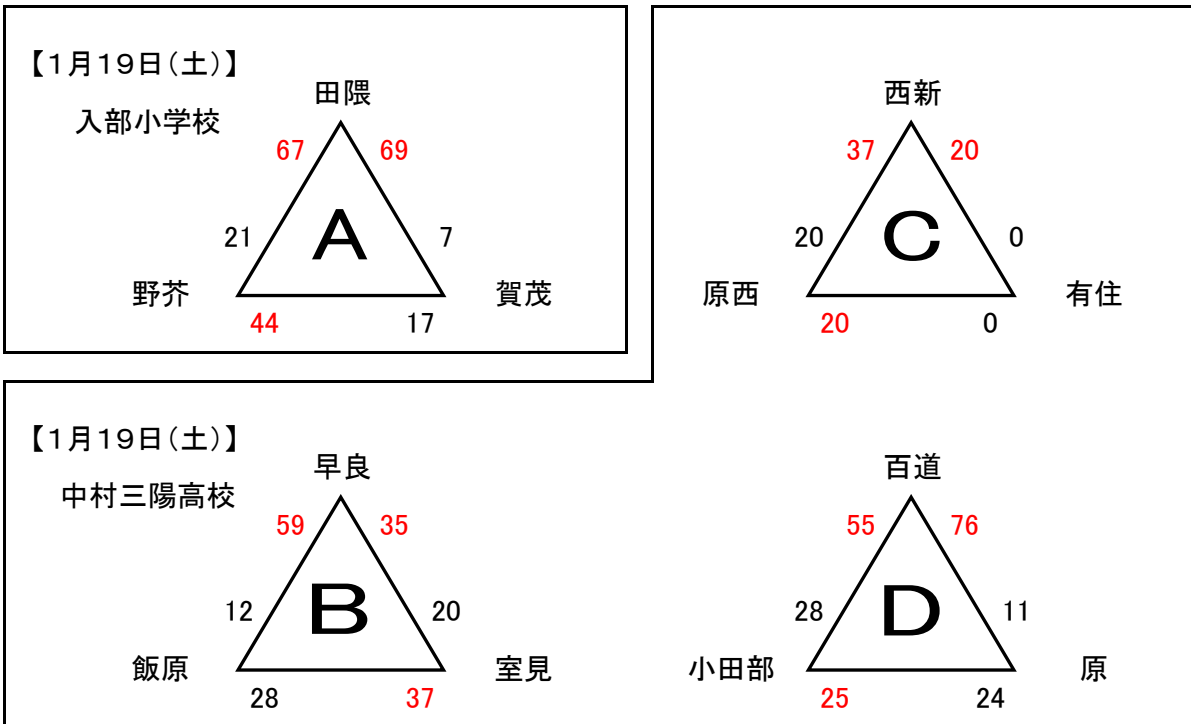 【１月１９日（土）】
入部小学校
田隈
67 69
A
21 7
野芥 賀茂
44 17
西新
37 20
C
20 0
原西 有住
20 0
【１月１９日（土）】
中村三陽高校
早良
59 35
B
12 20
飯原 室見
28 37
百道
55 76
D
28 11
小田部 原
25 24